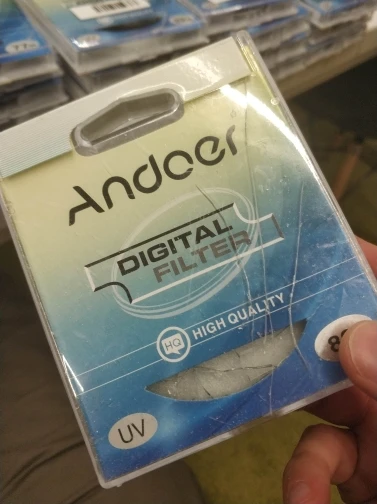 Andoer
DIGITAL
FILTER
HQ HIGH QUALITY
UV